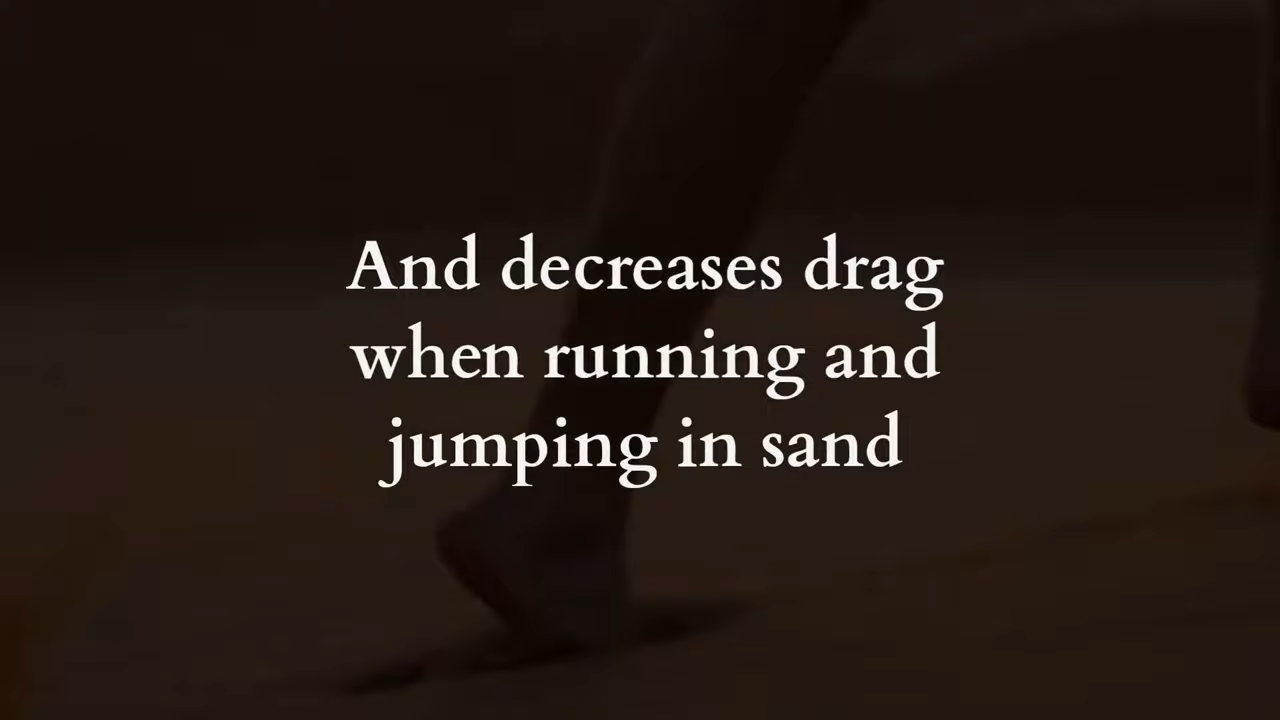 And decreases drag
when running and
jumping in sand